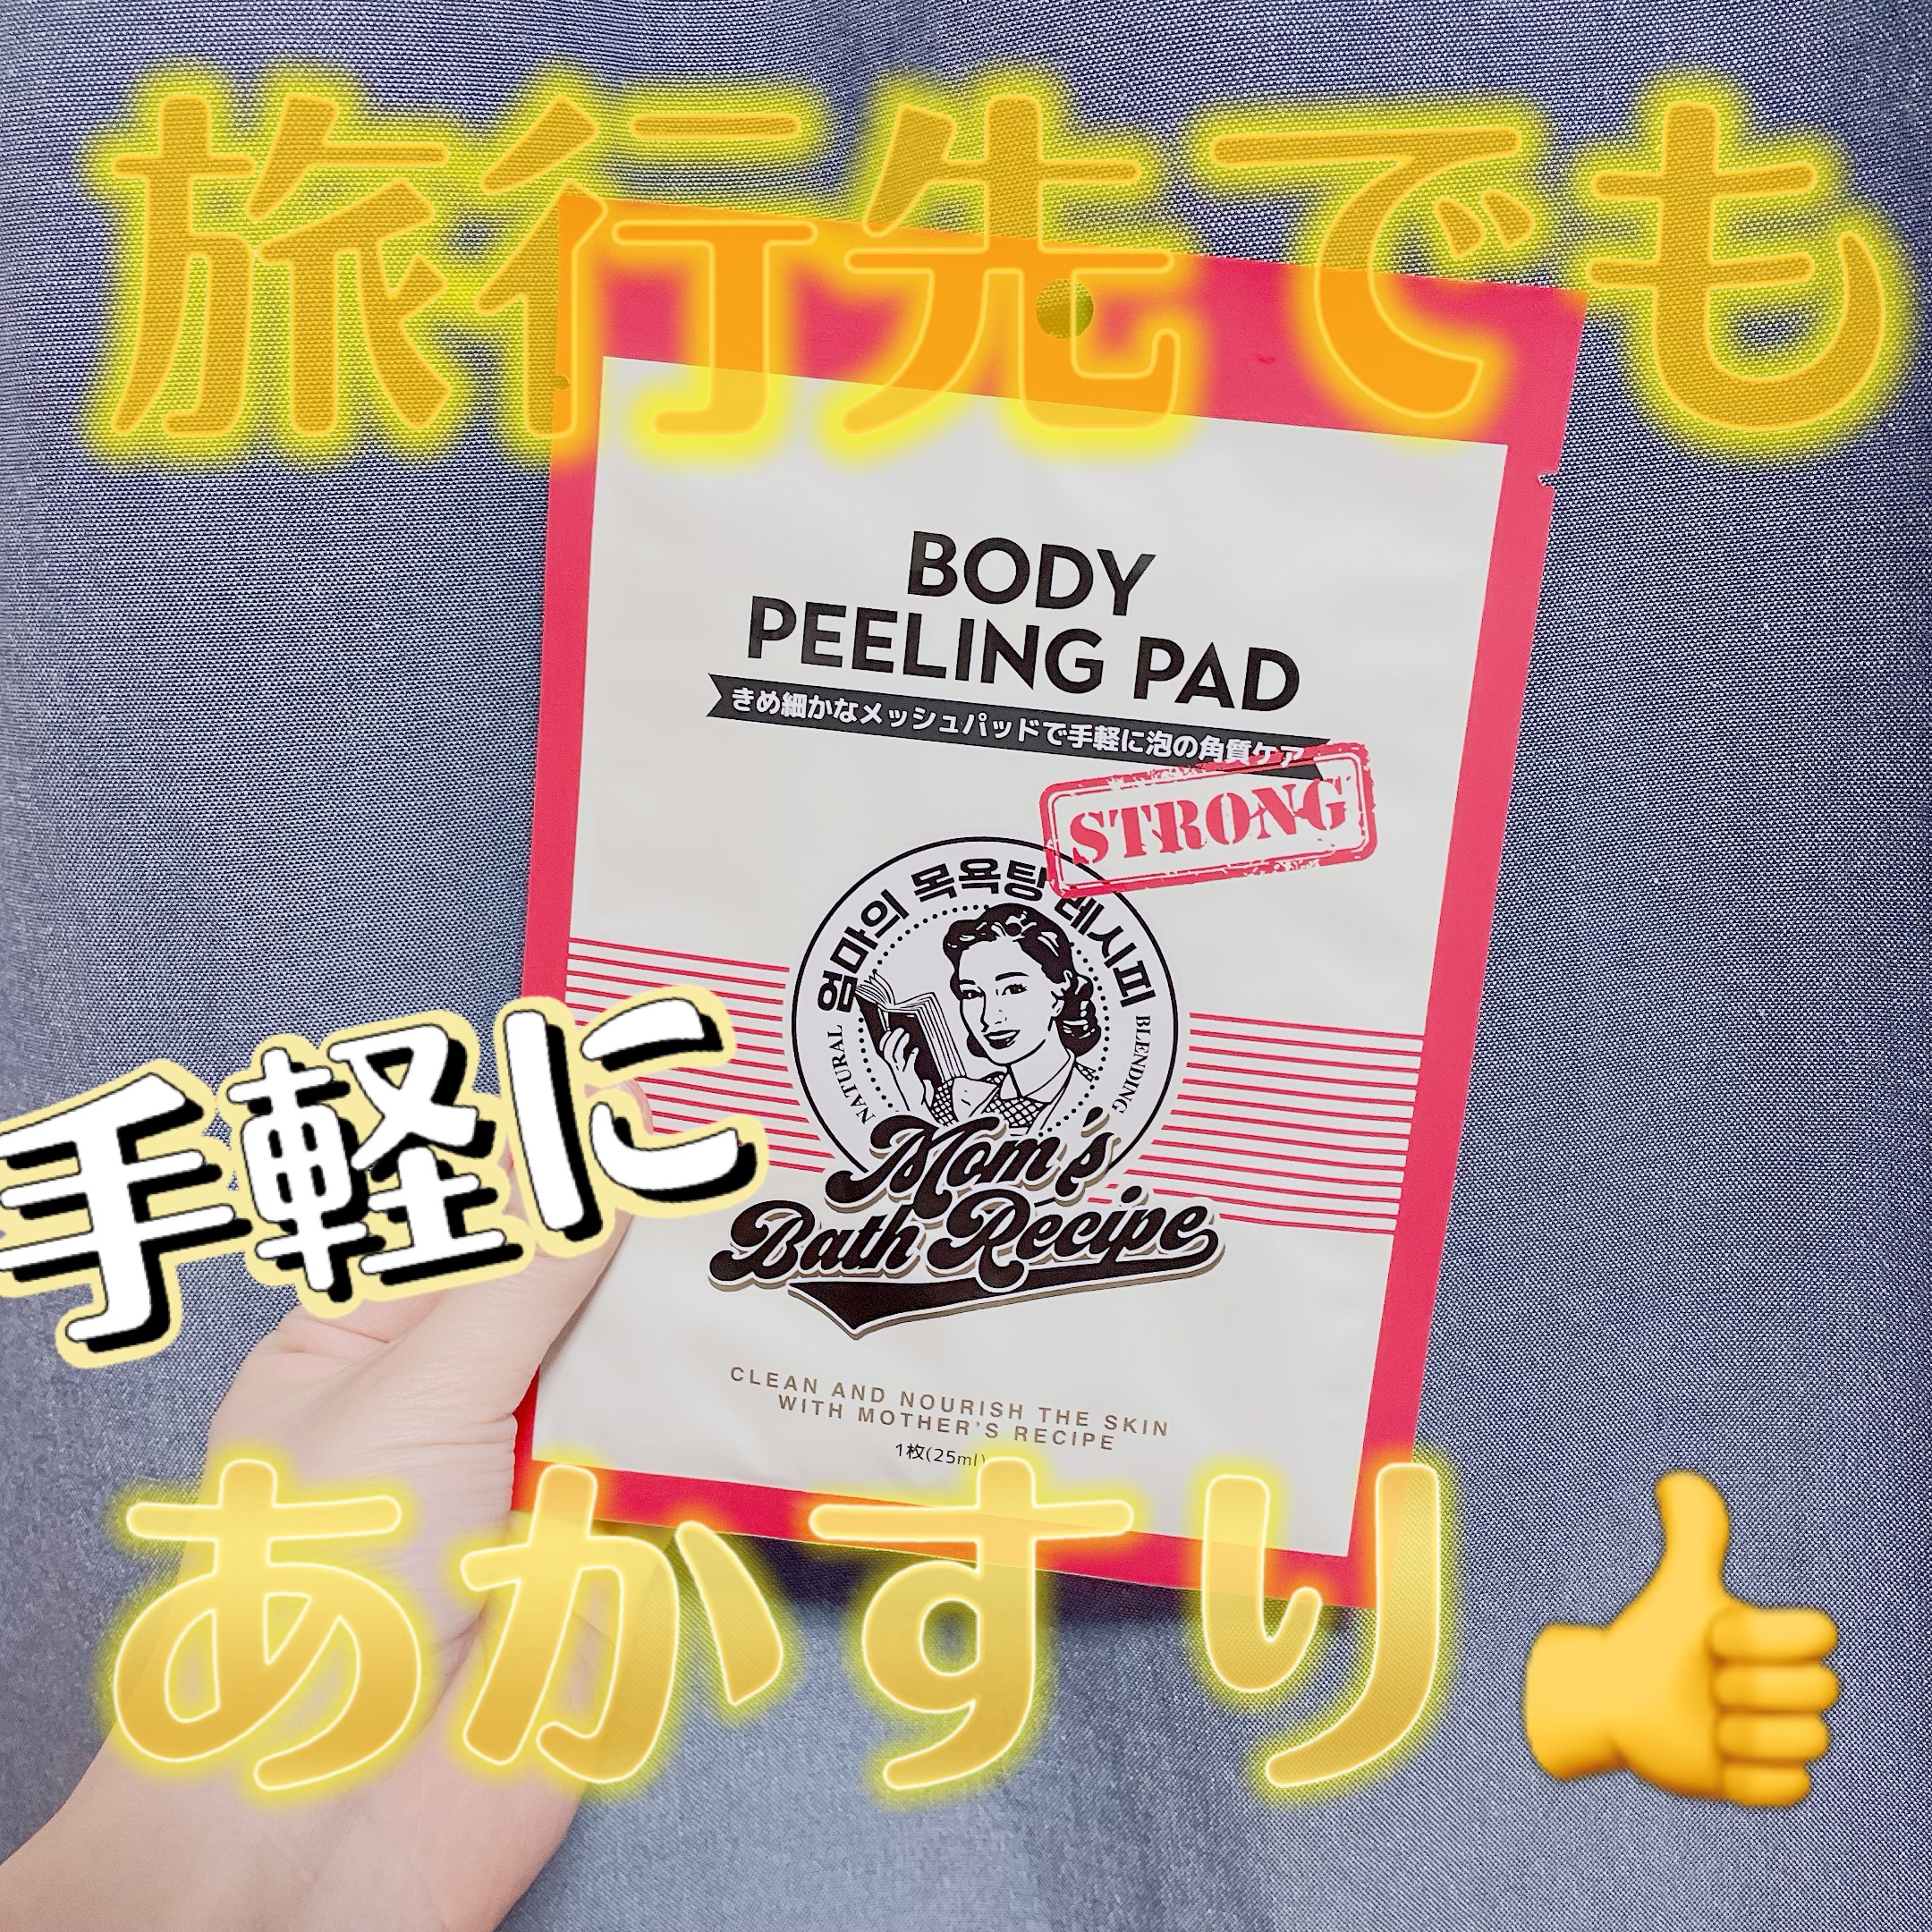 旅行先でも
BODY
PEELING PAD
きめ細かなメッシュパッドで手軽に泡の角質ケア
STRONG
엄마의 목욕탕 레시피
NATURAL
BLENDING
手軽に
Mom's
Bath Recipe
CLEAN AND NOURISH THE SKIN
WITH MOTHER'S RECIPE
1枚(25ml)
あかすり👍